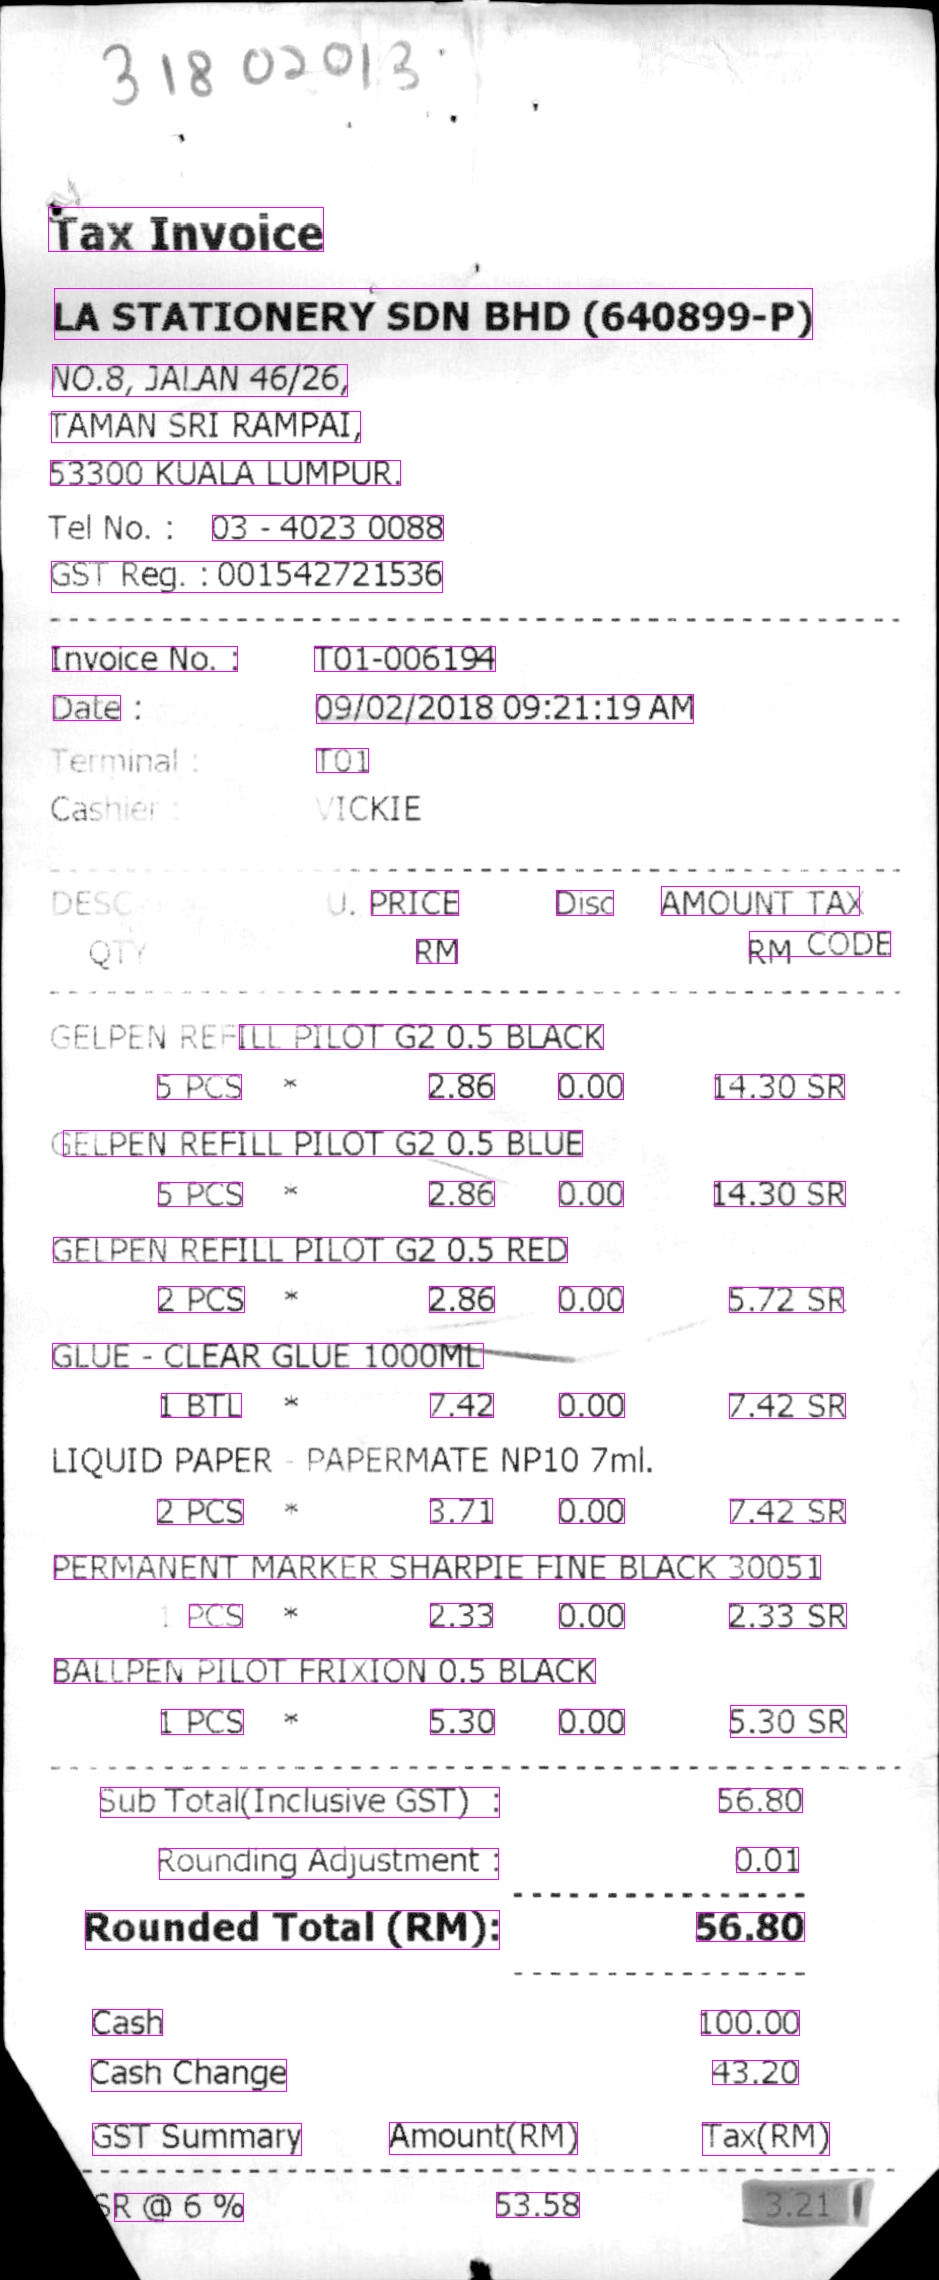 31802013
Tax Invoice
LA STATIONERY SDN BHD (640899-P)
NO.8, JALAN 46/26,
TAMAN SRI RAMPAI,
53300 KUALA LUMPUR.
Tel No. : 03 - 4023 0088
GST Reg. : 001542721536
Invoice No. : T01-006194
Date : 09/02/2018 09:21:19 AM
Terminal : T01
Cashier : VICKIE
DESC U. PRICE Disc AMOUNT TAX
QTY RM RM CODE
GELPEN REFILL PILOT G2 0.5 BLACK
5 PCS * 2.86 0.00 14.30 SR
GELPEN REFILL PILOT G2 0.5 BLUE
5 PCS * 2.86 0.00 14.30 SR
GELPEN REFILL PILOT G2 0.5 RED
2 PCS * 2.86 0.00 5.72 SR
GLUE - CLEAR GLUE 1000ML
1 BTL * 7.42 0.00 7.42 SR
LIQUID PAPER - PAPERMATE NP10 7ml.
2 PCS * 3.71 0.00 7.42 SR
PERMANENT MARKER SHARPIE FINE BLACK 30051
1 PCS * 2.33 0.00 2.33 SR
BALLPEN PILOT FRIXION 0.5 BLACK
1 PCS * 5.30 0.00 5.30 SR
Sub Total(Inclusive GST) : 56.80
Rounding Adjustment : 0.01
Rounded Total (RM): 56.80
Cash 100.00
Cash Change 43.20
GST Summary Amount(RM) Tax(RM)
SR @ 6 % 53.58 3.21